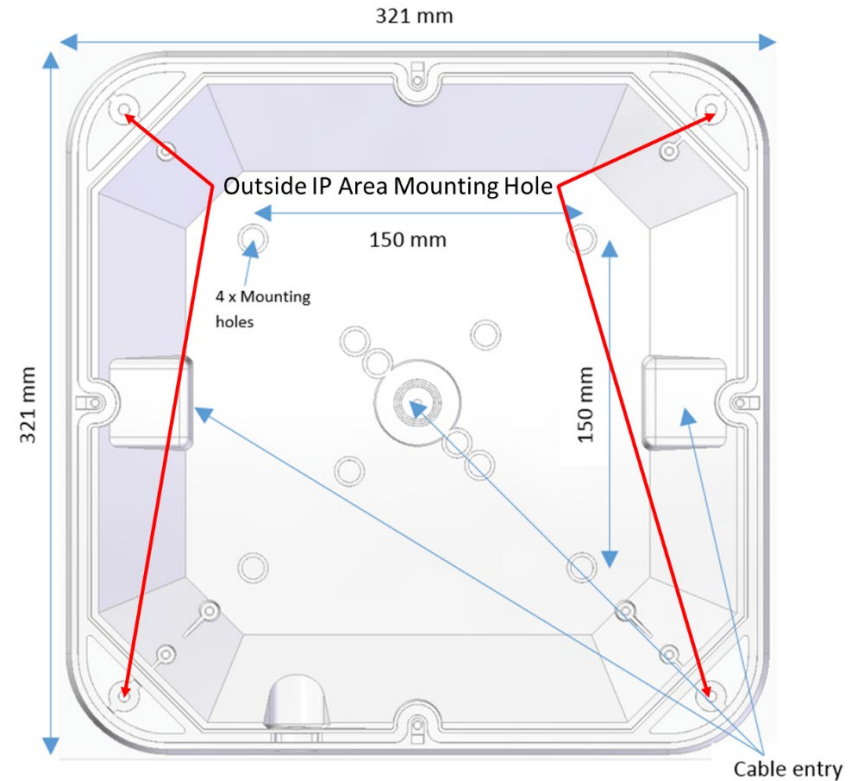 321 mm
Outside IP Area Mounting Hole
150 mm
4 x Mounting
holes
321 mm
150 mm
Cable entry